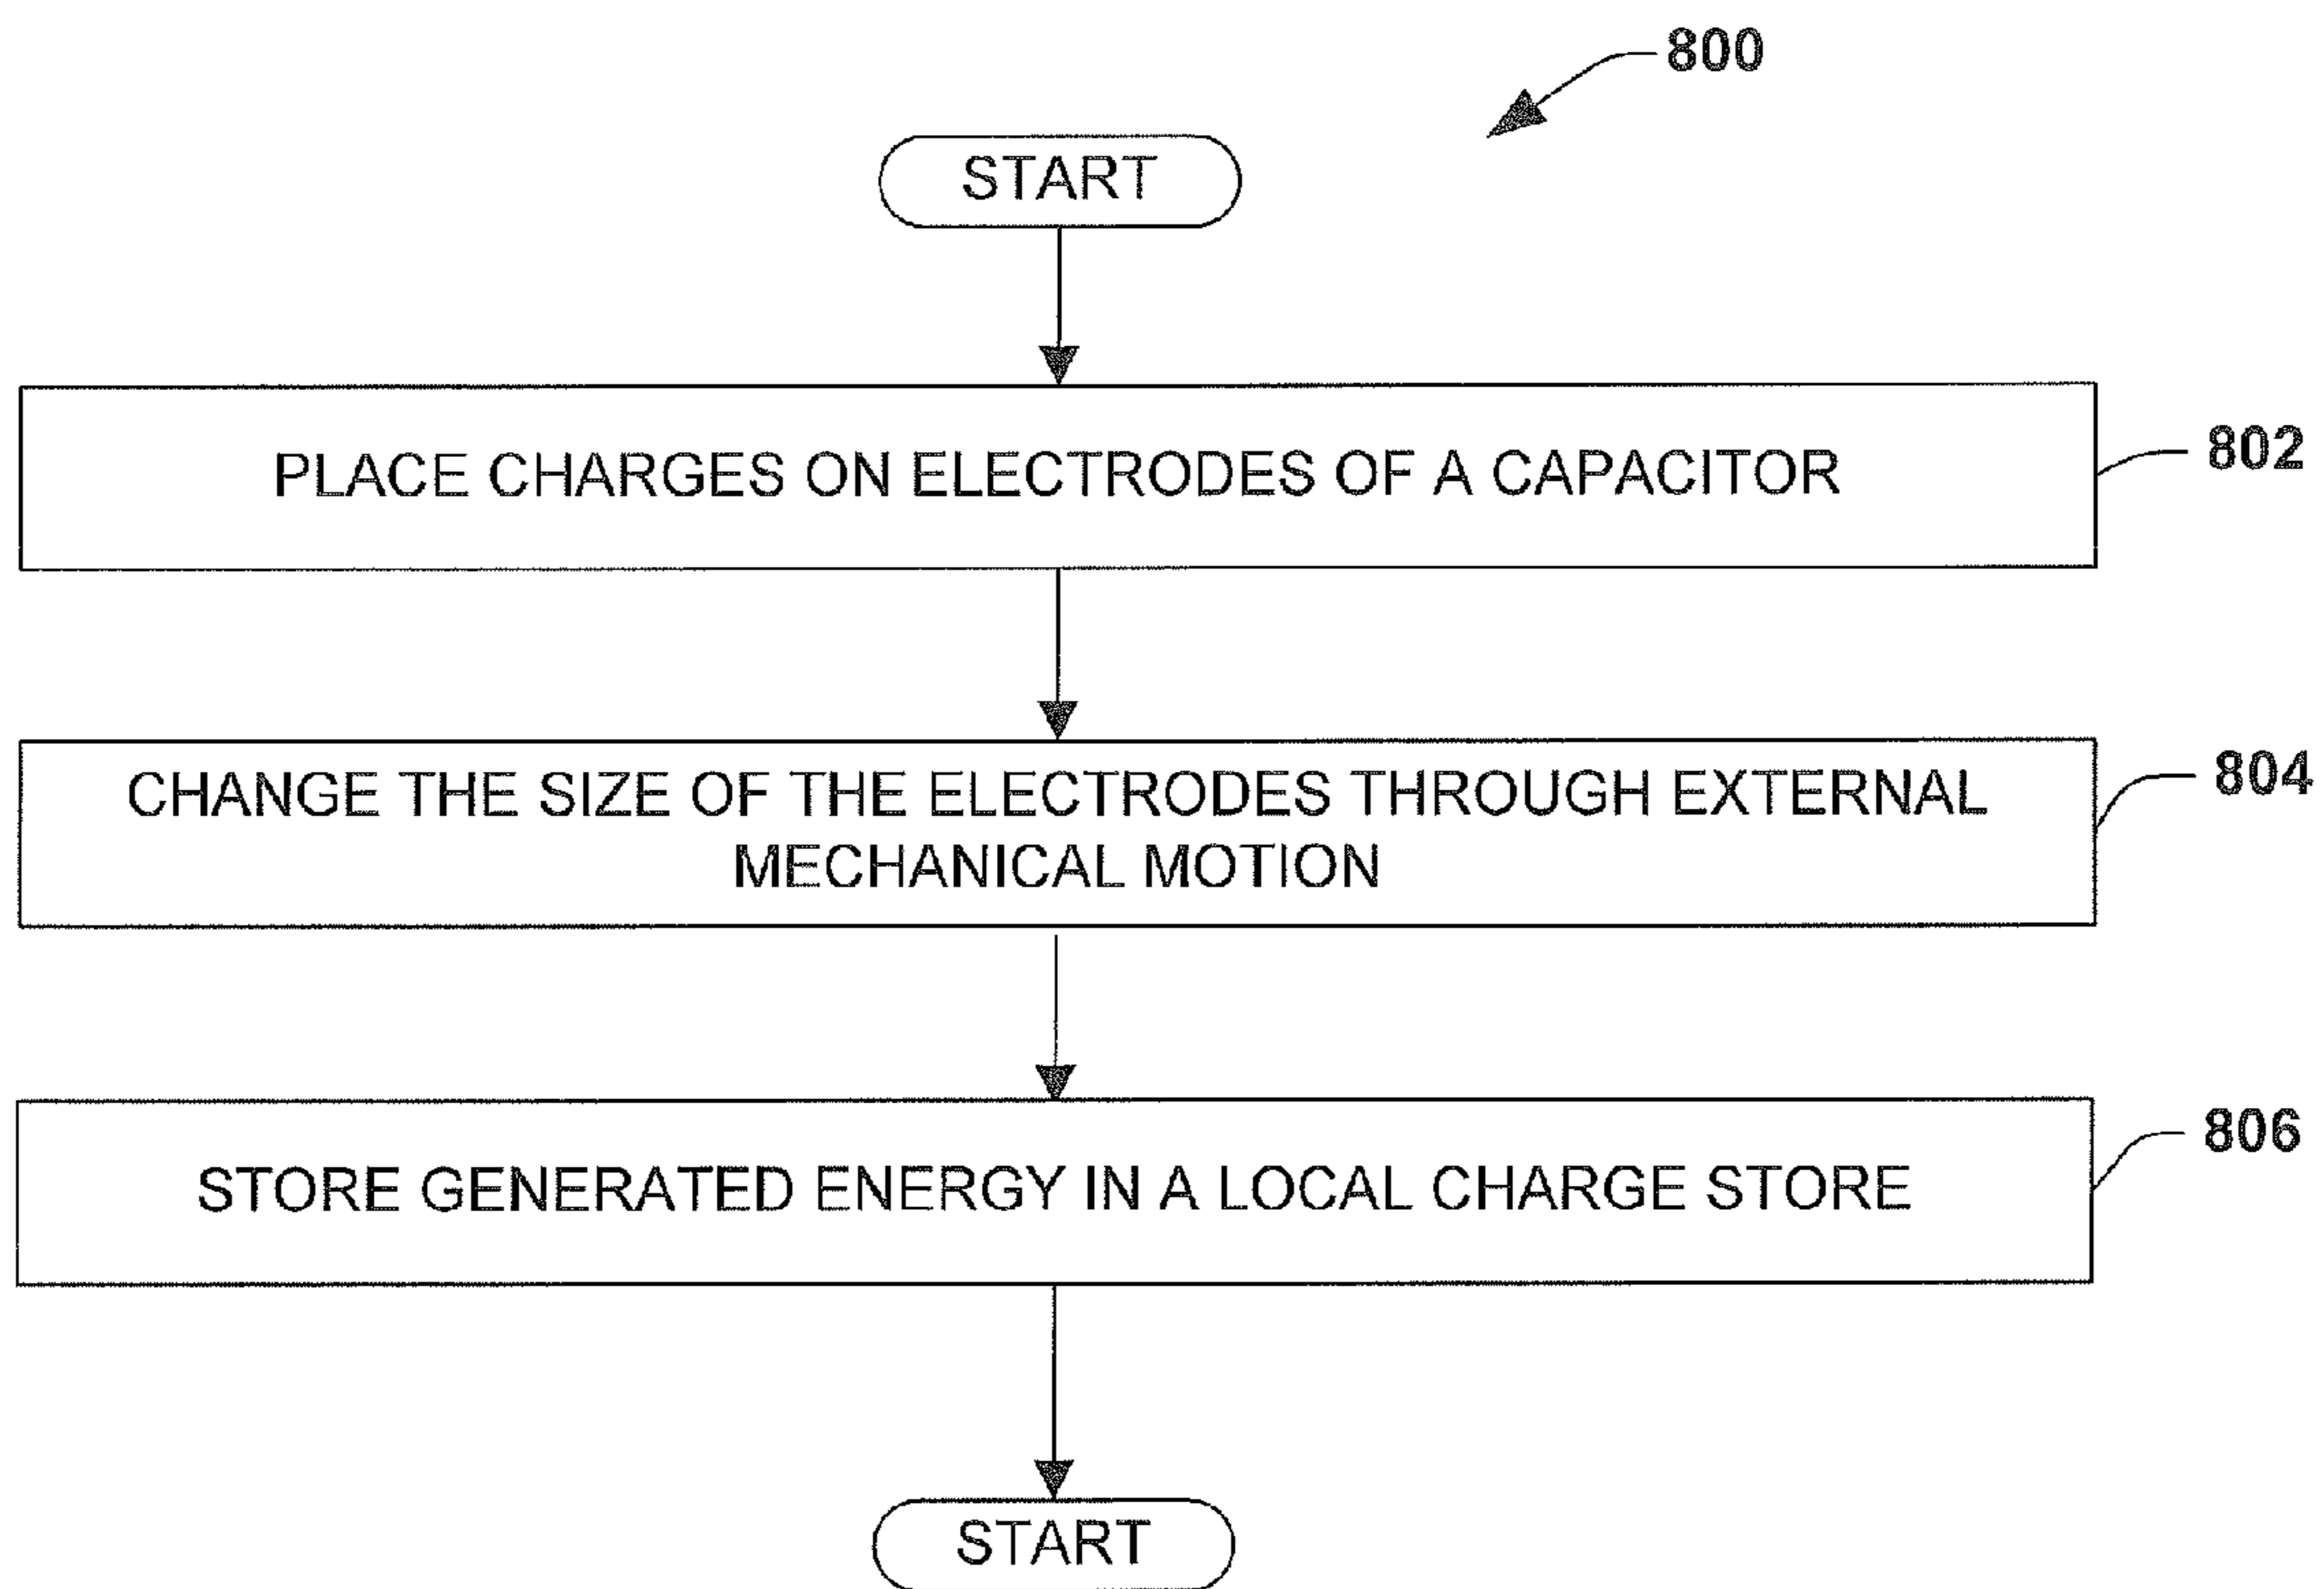 800
START
PLACE CHARGES ON ELECTRODES OF A CAPACITOR
802
CHANGE THE SIZE OF THE ELECTRODES THROUGH EXTERNAL
MECHANICAL MOTION
804
STORE GENERATED ENERGY IN A LOCAL CHARGE STORE
806
START